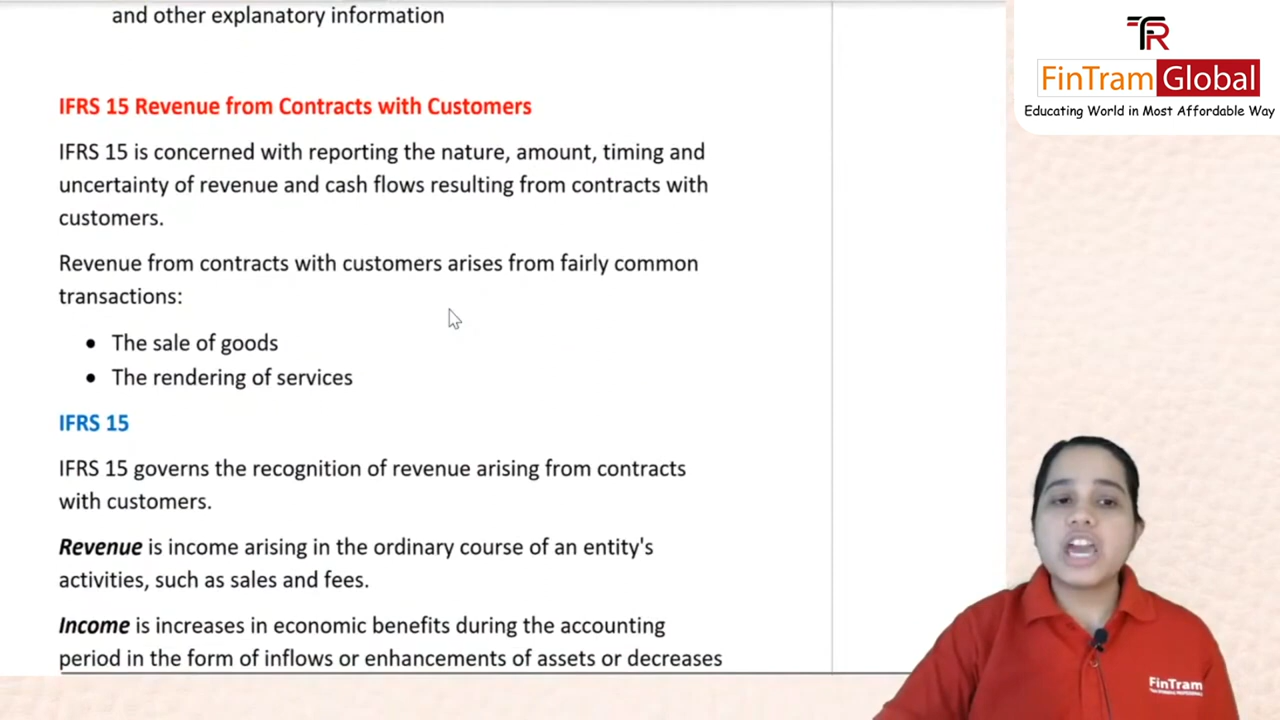 and other explanatory information
IFRS 15 Revenue from Contracts with Customers
IFRS 15 is concerned with reporting the nature, amount, timing and
uncertainty of revenue and cash flows resulting from contracts with
customers.
Revenue from contracts with customers arises from fairly common
transactions:
• The sale of goods
• The rendering of services
IFRS 15
IFRS 15 governs the recognition of revenue arising from contracts
with customers.
Revenue is income arising in the ordinary course of an entity's
activities, such as sales and fees.
Income is increases in economic benefits during the accounting
period in the form of inflows or enhancements of assets or decreases
TR
FinTram Global
Educating World in Most Affordable Way
FinTram